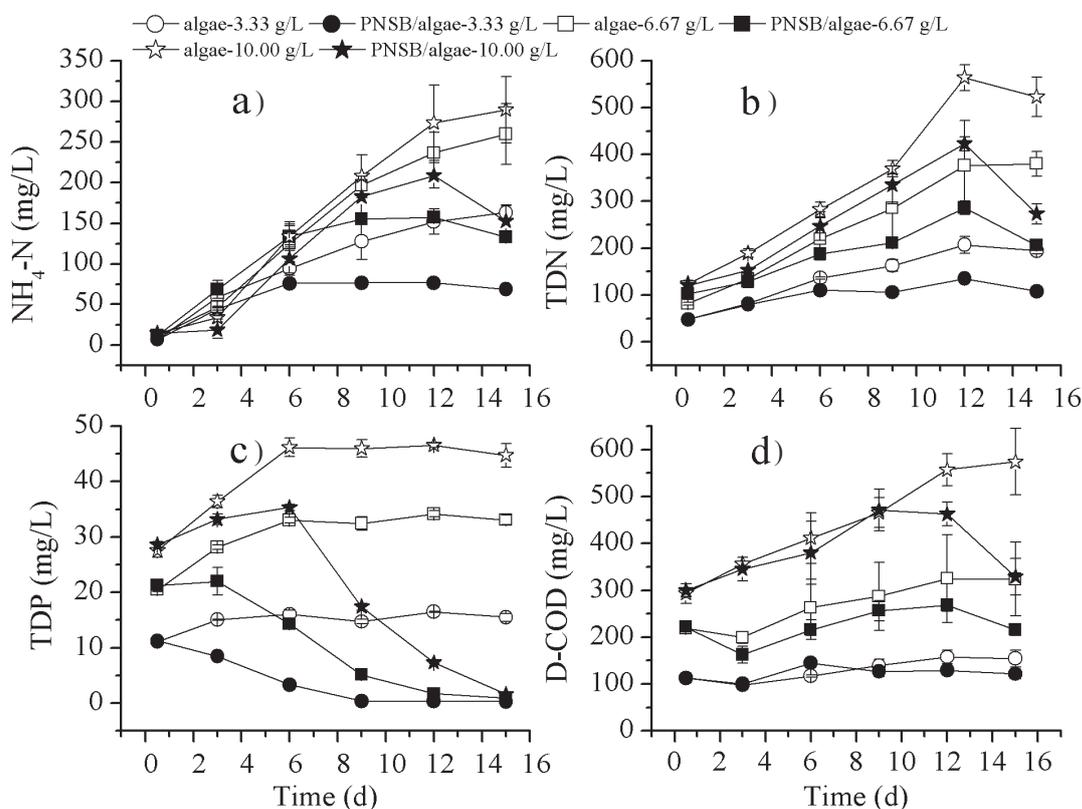 algae-3.33 g/L PNSB/algae-3.33 g/L algae-6.67 g/L PNSB/algae-6.67 g/L
algae-10.00 g/L PNSB/algae-10.00 g/L
a)
NH4-N (mg/L)
350
300
250
200
150
100
50
0
0 2 4 6 8 10 12 14 16
b)
TDN (mg/L)
600
500
400
300
200
100
0
0 2 4 6 8 10 12 14 16
c)
TDP (mg/L)
50
40
30
20
10
0
0 2 4 6 8 10 12 14 16
Time (d)
d)
D-COD (mg/L)
600
500
400
300
200
100
0
0 2 4 6 8 10 12 14 16
Time (d)